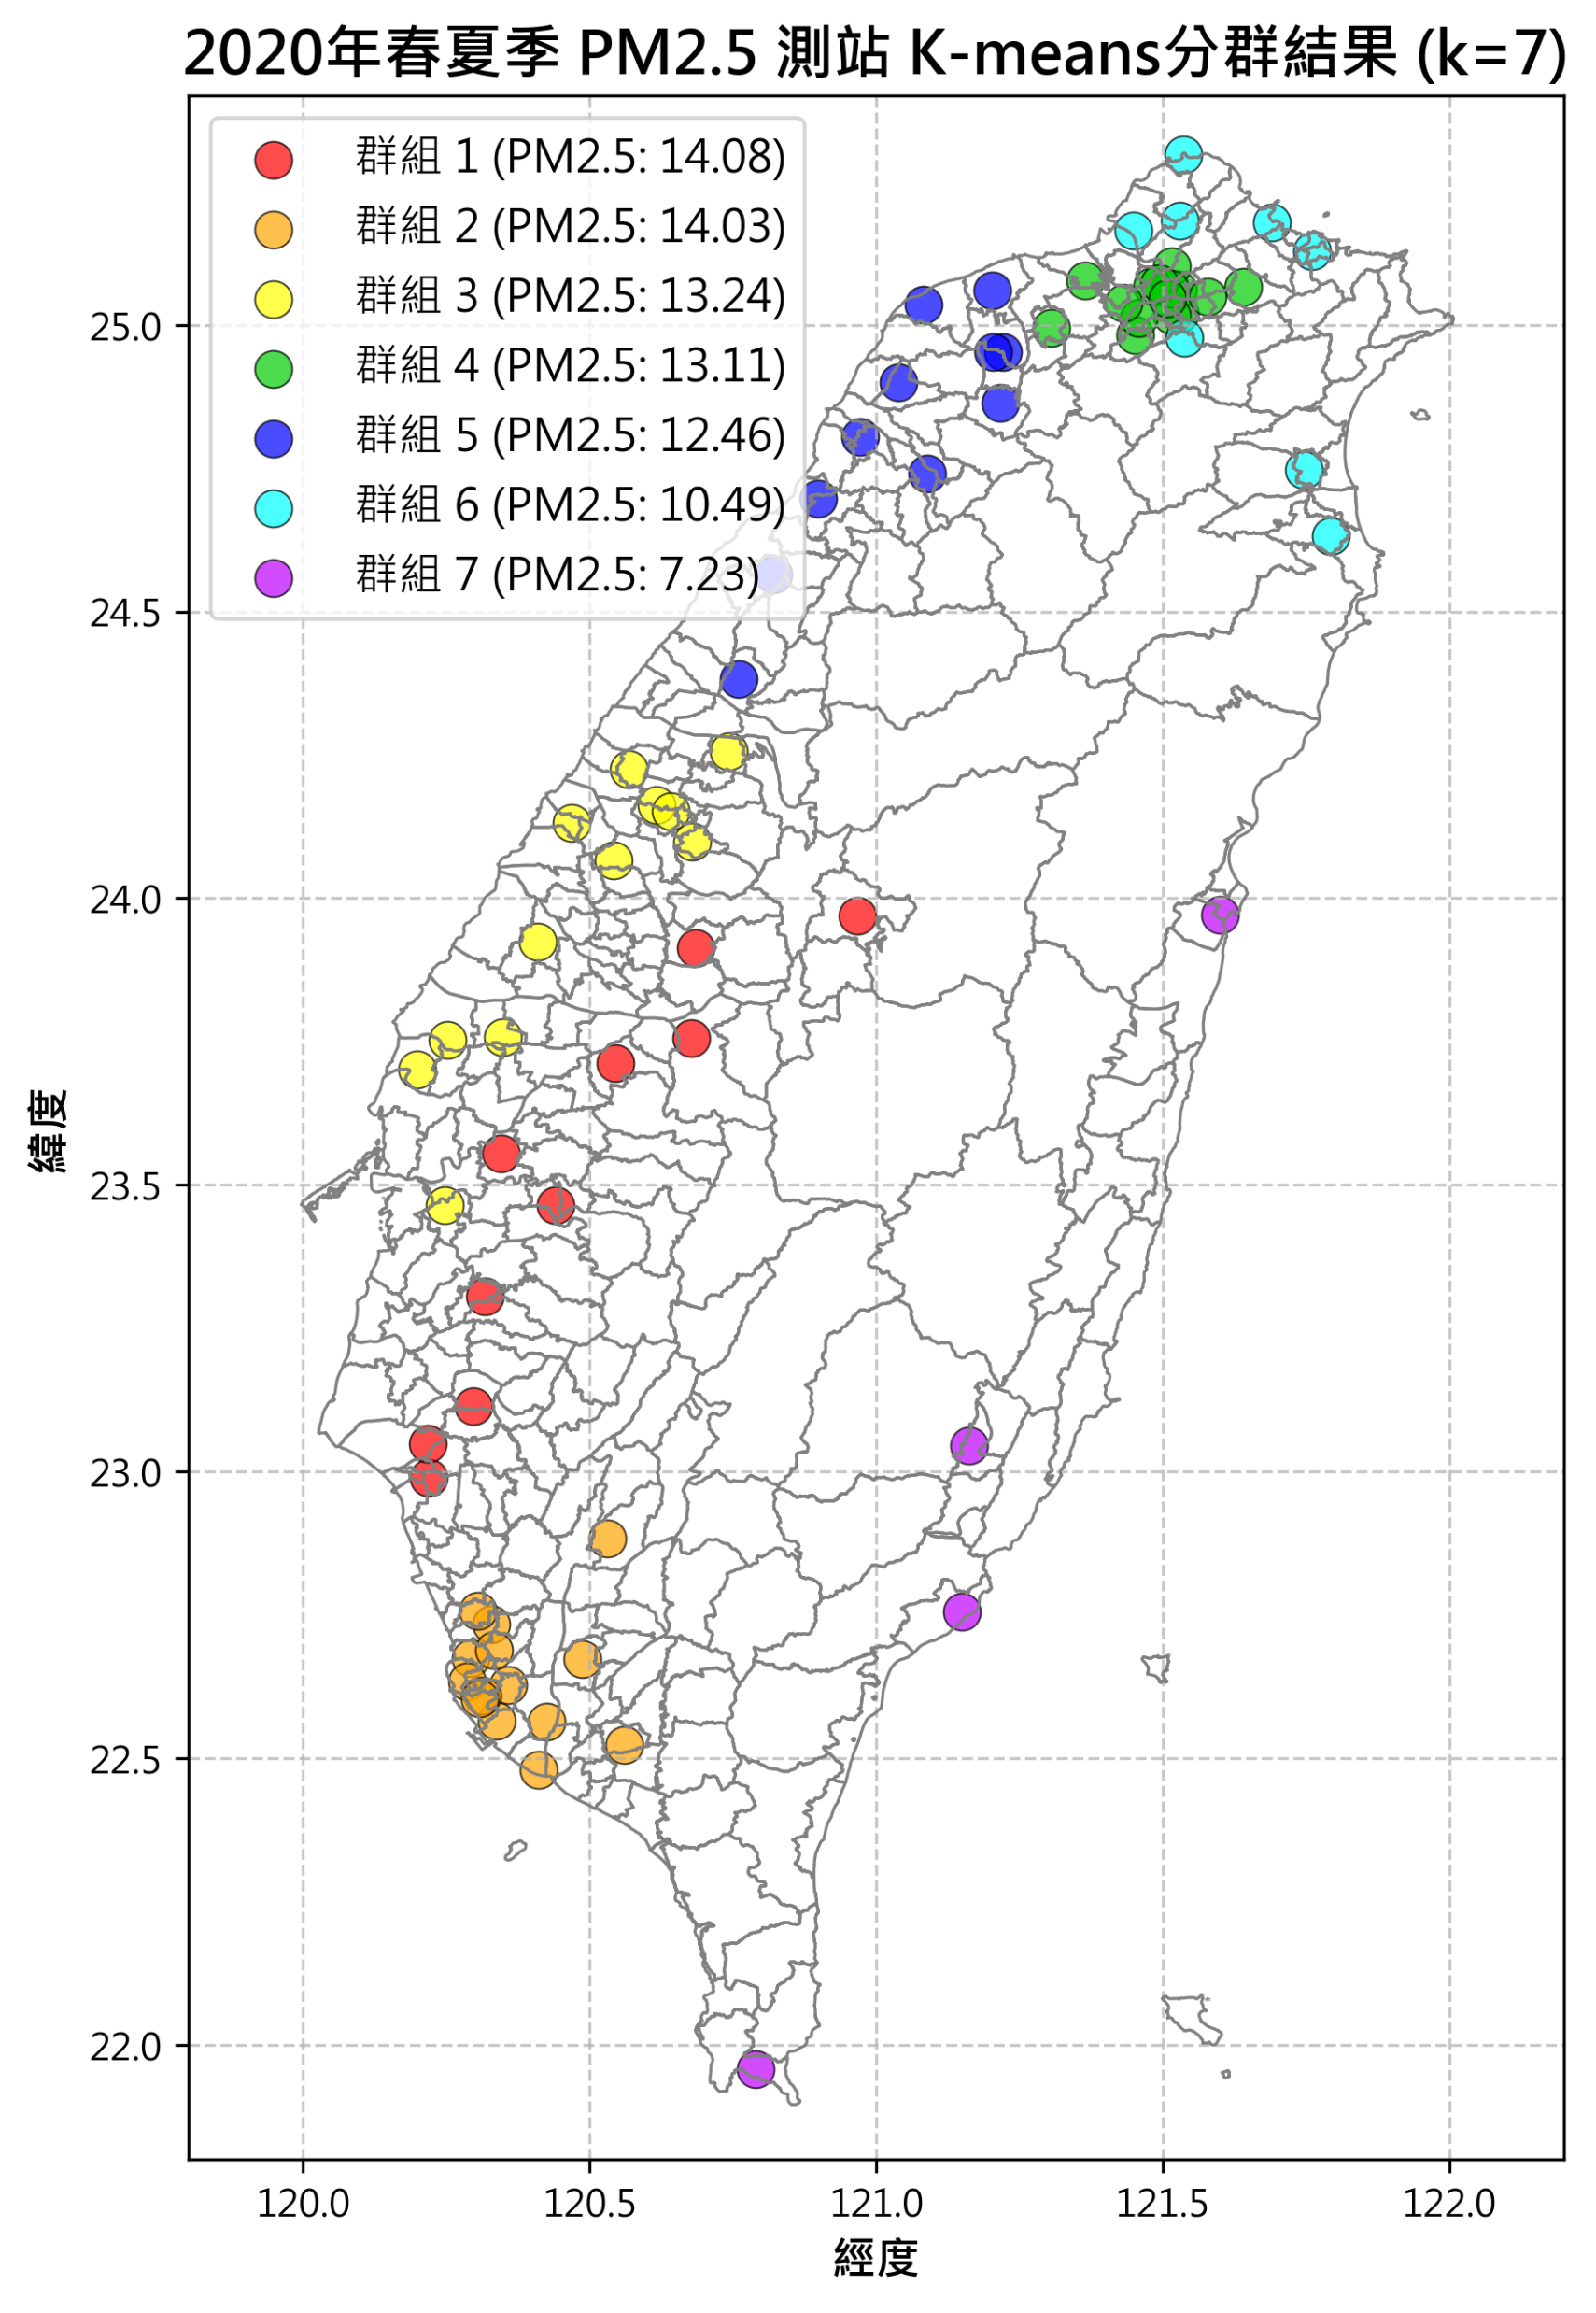 2020年春夏季 PM2.5 測站 K-means分群結果 (k=7)
群組 1 (PM2.5: 14.08)
群組 2 (PM2.5: 14.03)
群組 3 (PM2.5: 13.24)
群組 4 (PM2.5: 13.11)
群組 5 (PM2.5: 12.46)
群組 6 (PM2.5: 10.49)
群組 7 (PM2.5: 7.23)
25.0
24.5
24.0
23.5
23.0
22.5
22.0
緯度
120.0
120.5
121.0
121.5
122.0
經度